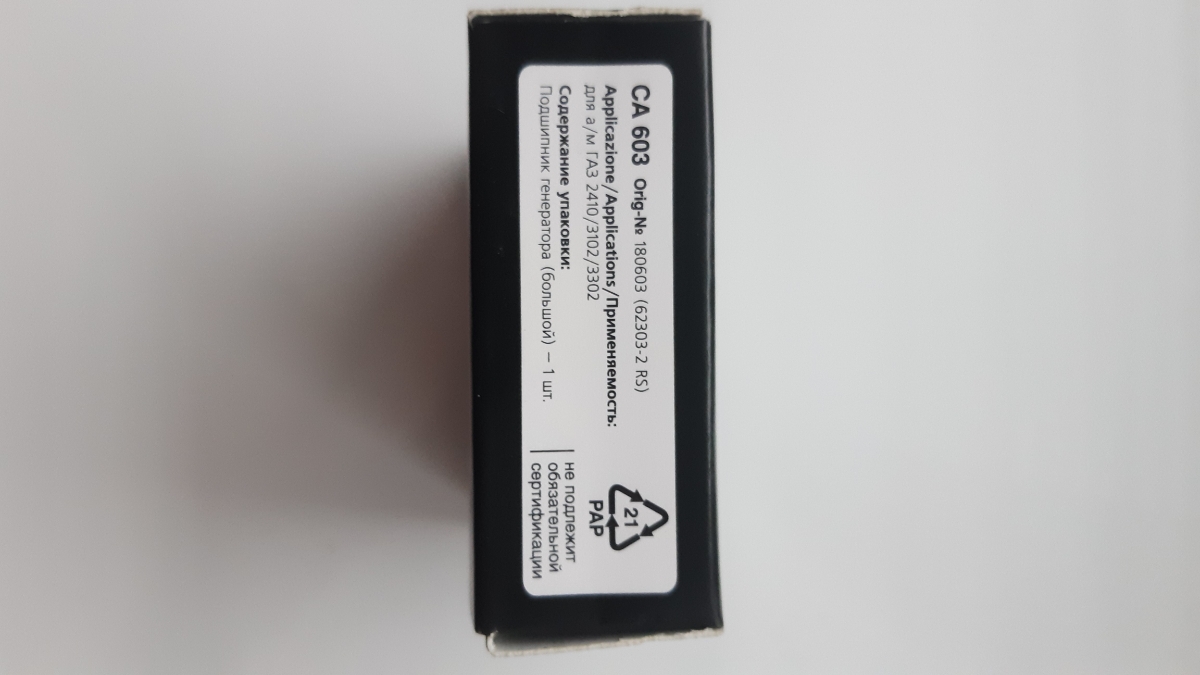 CA 603 Orig-№ 180603 (62303-2 RS)
Applicazione/Applications/Применяемость:
для а/м ГАЗ 2410/3102/3302
Содержание упаковки:
Подшипник генератора (большой) – 1 шт.
21
PAP
не подлежит
обязательной
сертификации